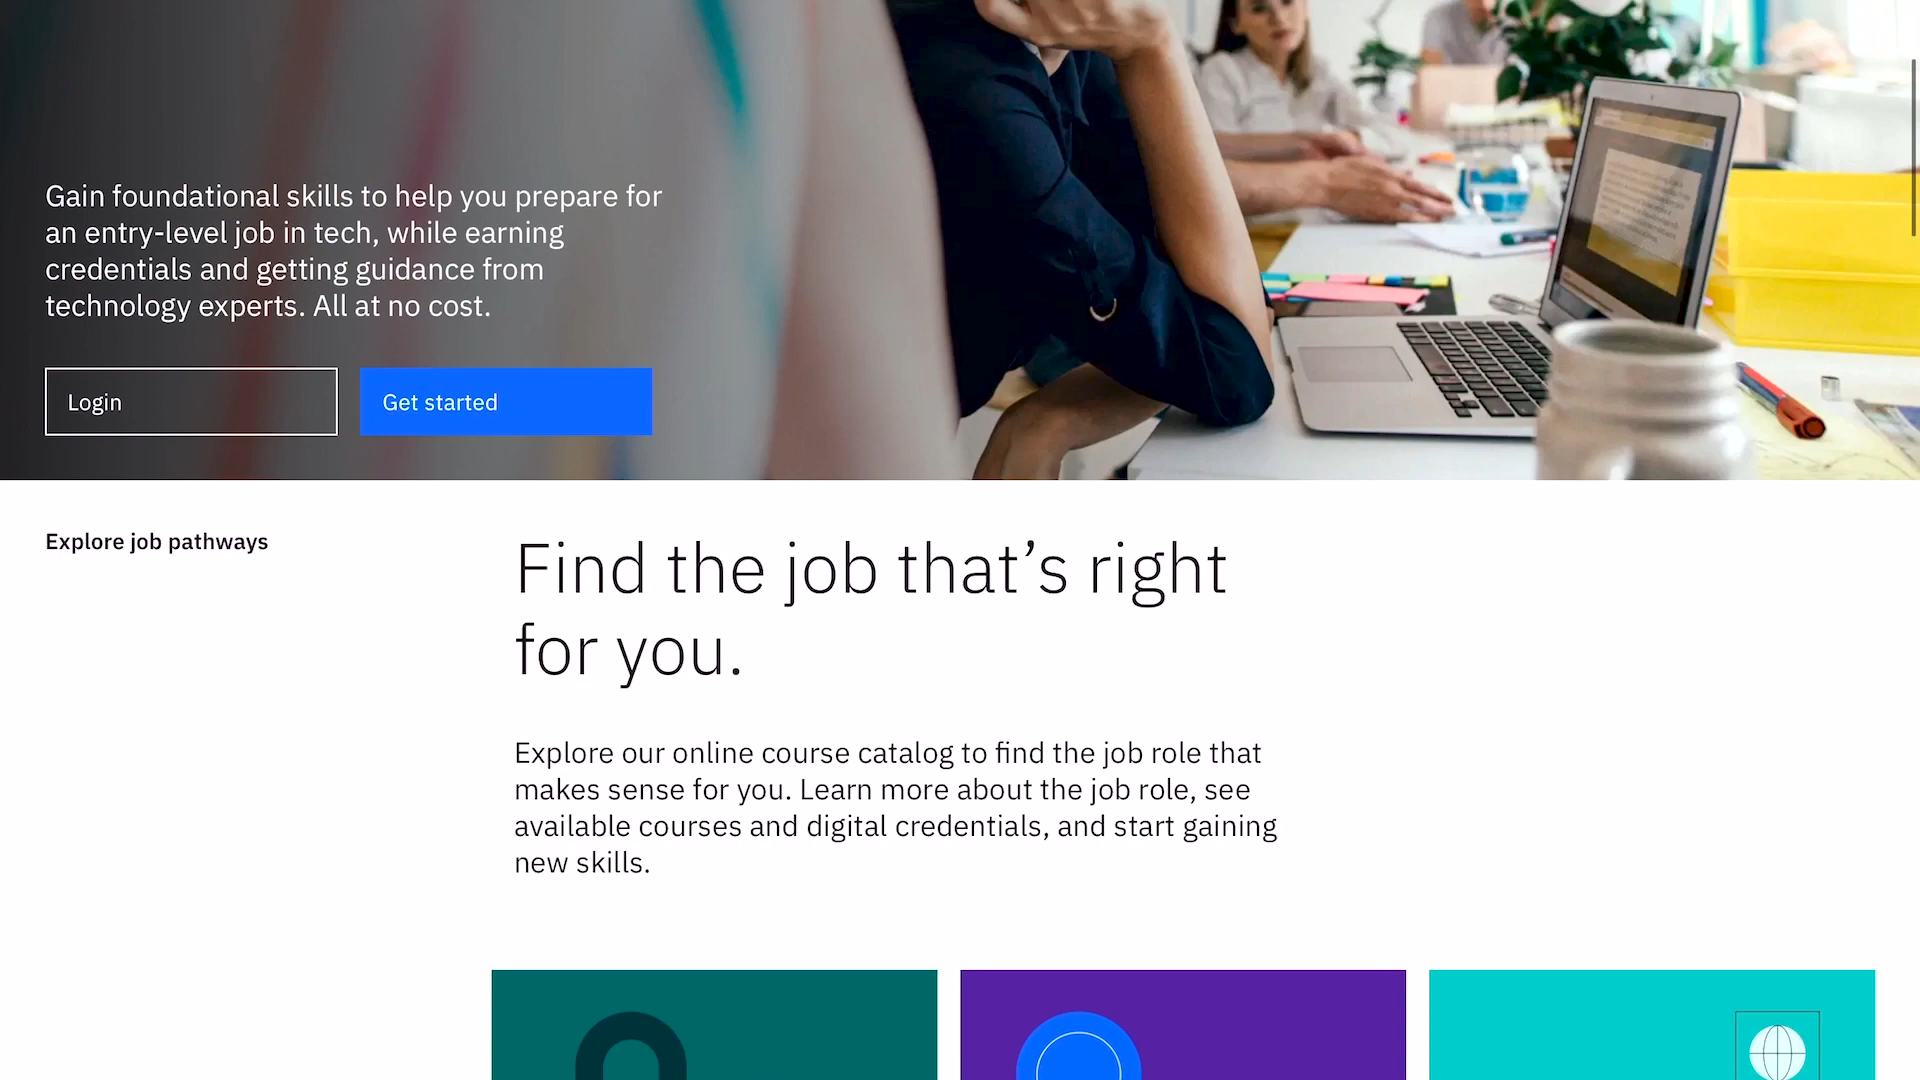 Gain foundational skills to help you prepare for
an entry-level job in tech, while earning
credentials and getting guidance from
technology experts. All at no cost.
Login
Get started
Explore job pathways
Find the job that’s right
for you.
Explore our online course catalog to find the job role that
makes sense for you. Learn more about the job role, see
available courses and digital credentials, and start gaining
new skills.